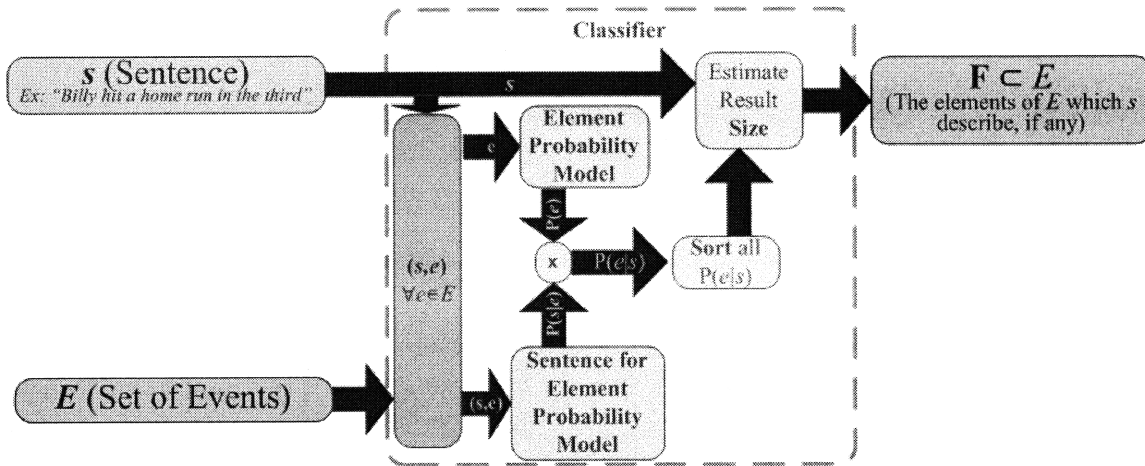 Classifier
s (Sentence)
Ex: "Billy hit a home run in the third"
s
Estimate
Result
Size
F ⊂ E
(The elements of E which s
describe, if any)
e
Element
Probability
Model
P(e)
(s,e)
∀e∈E
x
P(e|s)
Sort all
P(e|s)
P(s|e)
E (Set of Events)
(s,e)
Sentence for
Element
Probability
Model